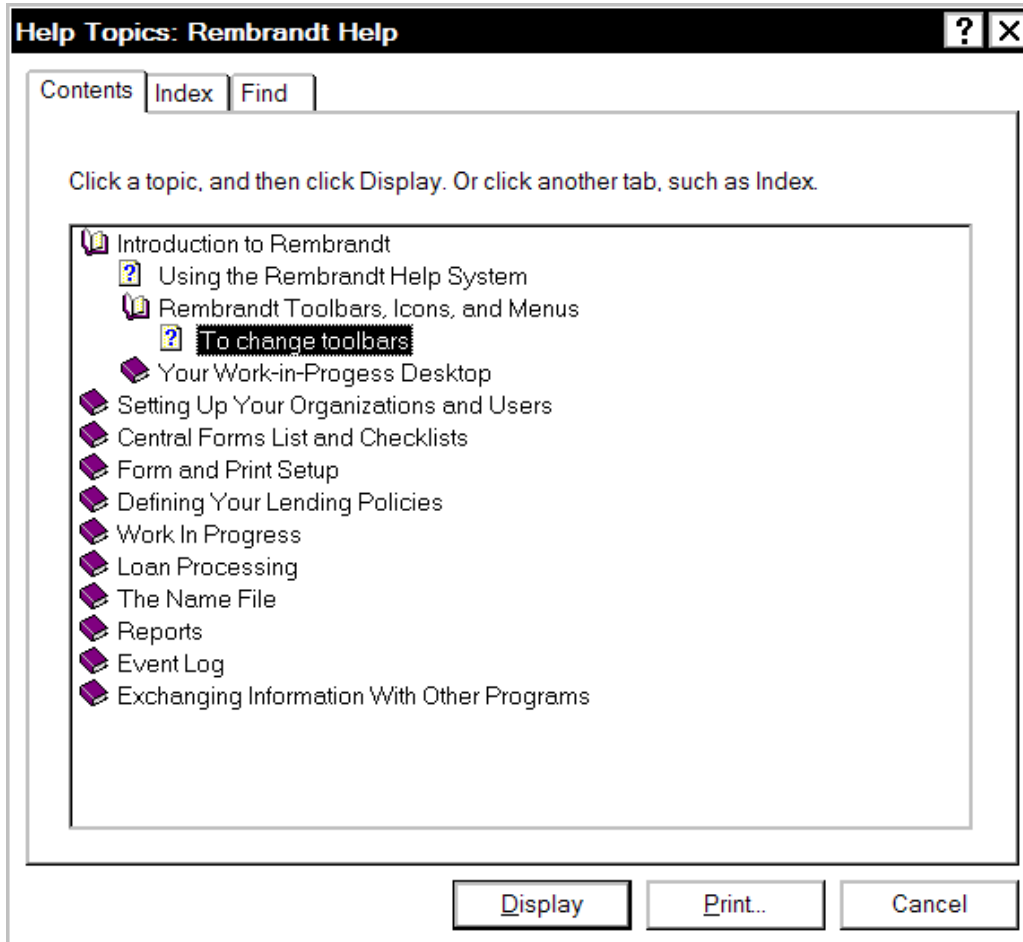 Help Topics: Rembrandt Help
Contents Index Find
Click a topic, and then click Display. Or click another tab, such as Index.
Introduction to Rembrandt
Using the Rembrandt Help System
Rembrandt Toolbars, Icons, and Menus
To change toolbars
Your Work-in-Progess Desktop
Setting Up Your Organizations and Users
Central Forms List and Checklists
Form and Print Setup
Defining Your Lending Policies
Work In Progress
Loan Processing
The Name File
Reports
Event Log
Exchanging Information With Other Programs
Display Print... Cancel